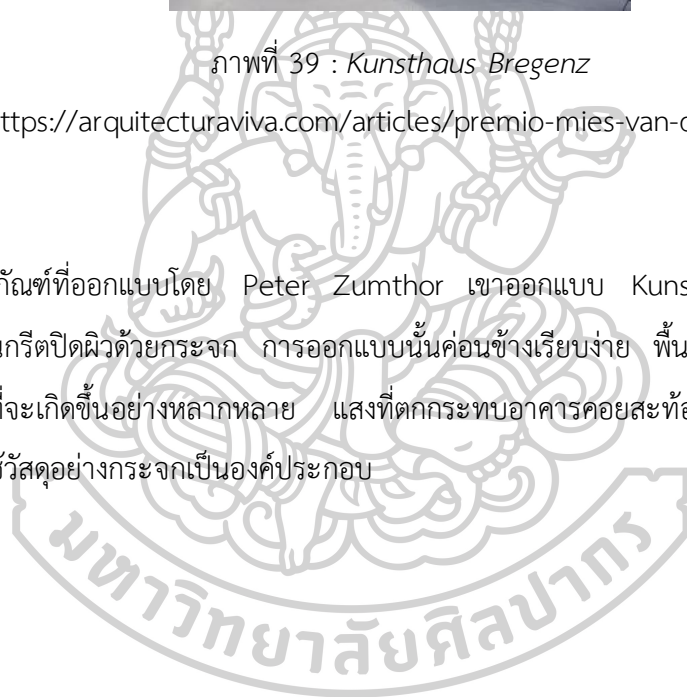 ภาพที่ 39 : Kunsthaus Bregenz
ttps://arquitecturaviva.com/articles/premio-mies-van-d
ัณฑ์ที่ออกแบบโดย Peter Zumthor เขาออกแบบ Kuns
นกรีตปิดผิวด้วยกระจก การออกแบบนั้นค่อนข้างเรียบง่าย พื้น
ที่จะเกิดขึ้นอย่างหลากหลาย แสงที่ตกกระทบอาคารคอยสะท้อ
ช้วัสดุอย่างกระจกเป็นองค์ประกอบ
มหาวิทยาลัยศิลปากร